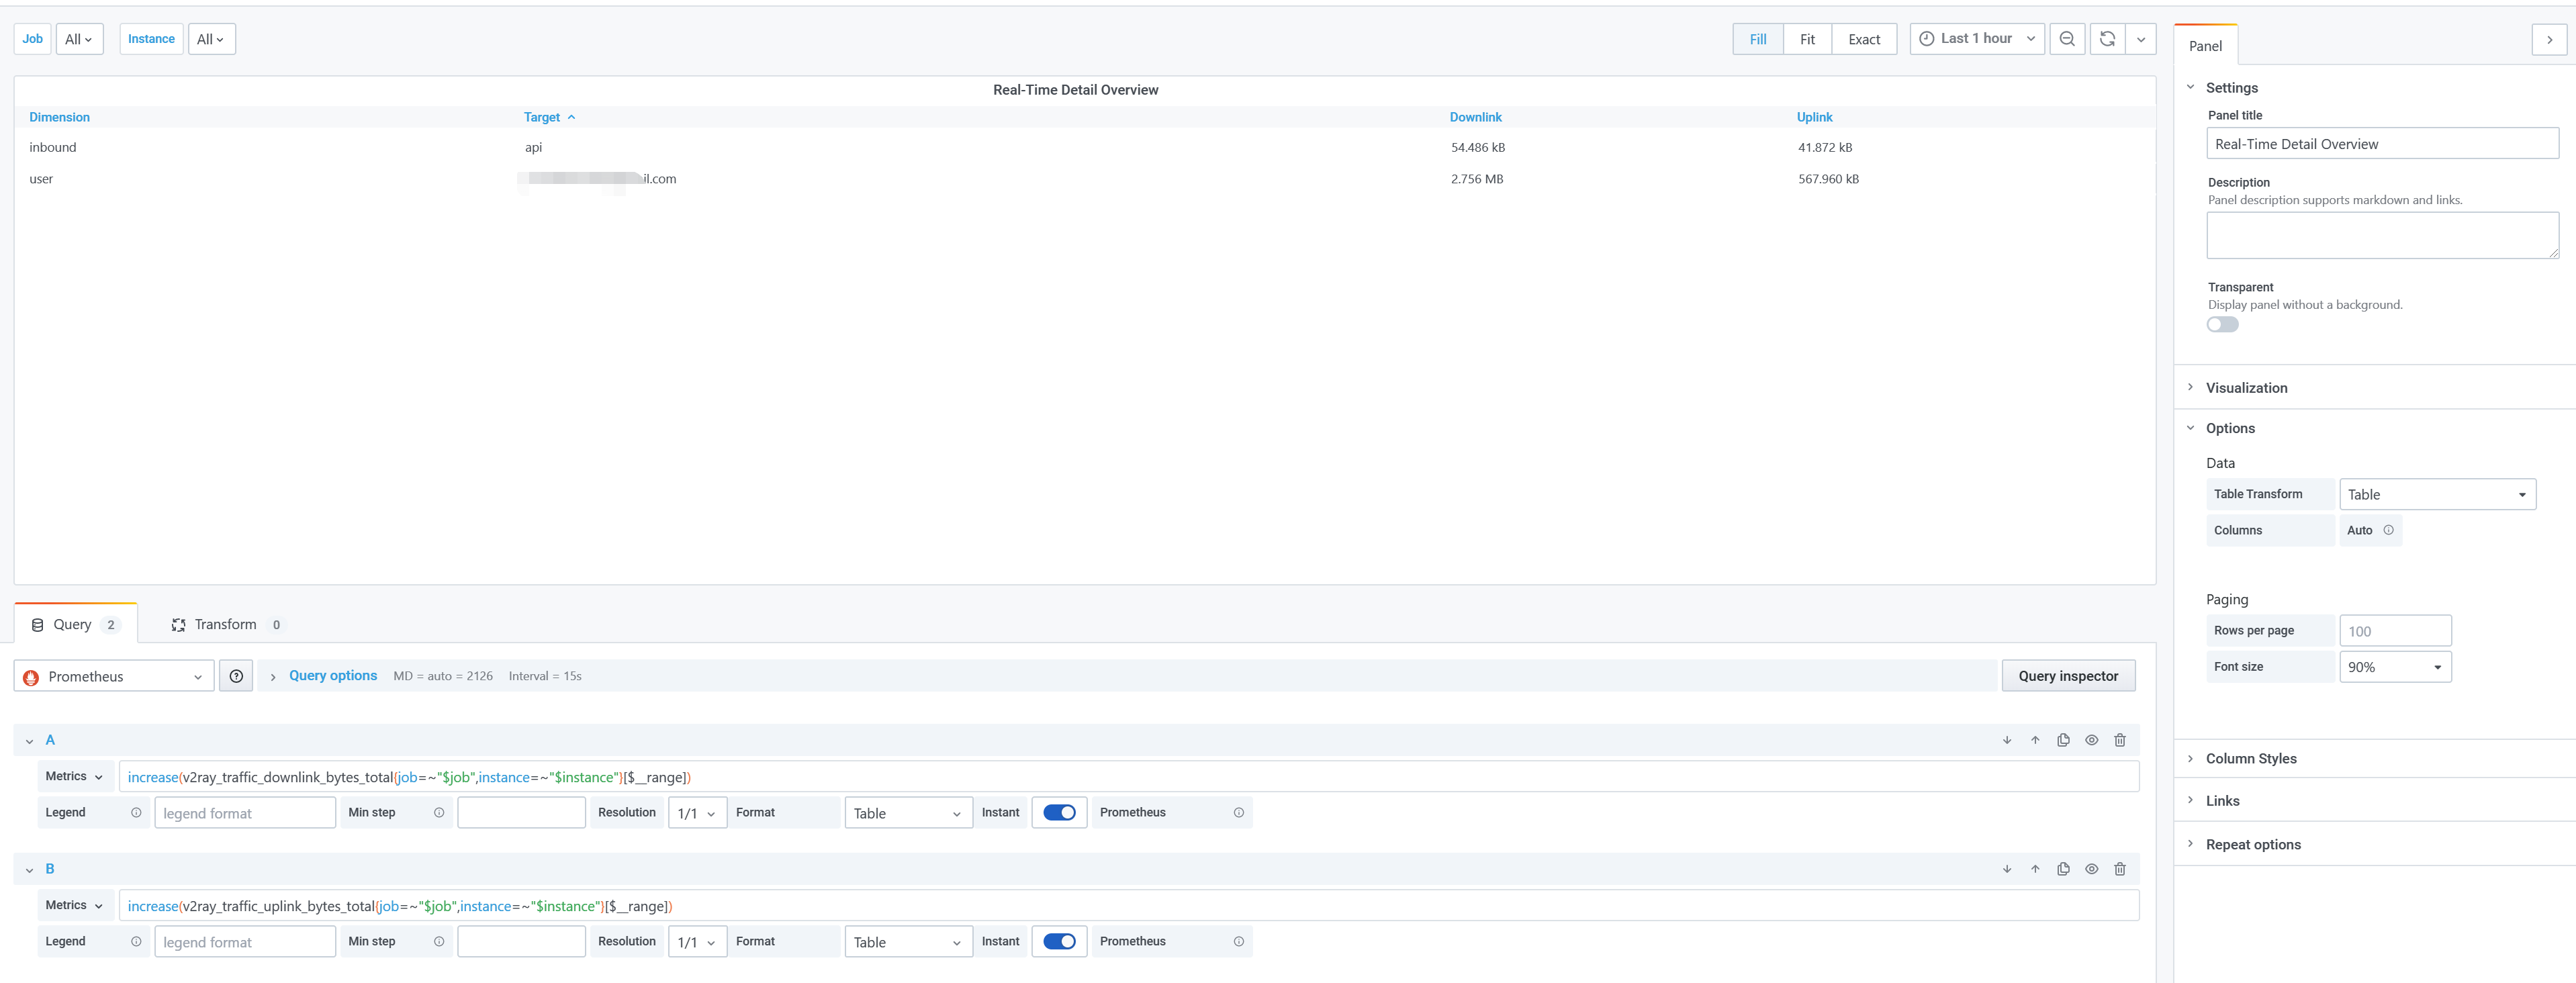 Job All Instance All Fill Fit Exact Last 1 hour
Real-Time Detail Overview
Dimension Target Downlink Uplink
inbound api 54.486 kB 41.872 kB
user il.com 2.756 MB 567.960 kB
Query 2 Transform 0
Prometheus Query options MD = auto = 2126 Interval = 15s Query inspector
A
Metrics increase(v2ray_traffic_downlink_bytes_total{job=~"$job",instance=~"$instance"}[$__range])
Legend legend format Min step Resolution 1/1 Format Table Instant Prometheus
B
Metrics increase(v2ray_traffic_uplink_bytes_total{job=~"$job",instance=~"$instance"}[$__range])
Legend legend format Min step Resolution 1/1 Format Table Instant Prometheus
Panel
Settings
Panel title
Real-Time Detail Overview
Description
Panel description supports markdown and links.
Transparent
Display panel without a background.
Visualization
Options
Data
Table Transform Table
Columns Auto
Paging
Rows per page 100
Font size 90%
Column Styles
Links
Repeat options